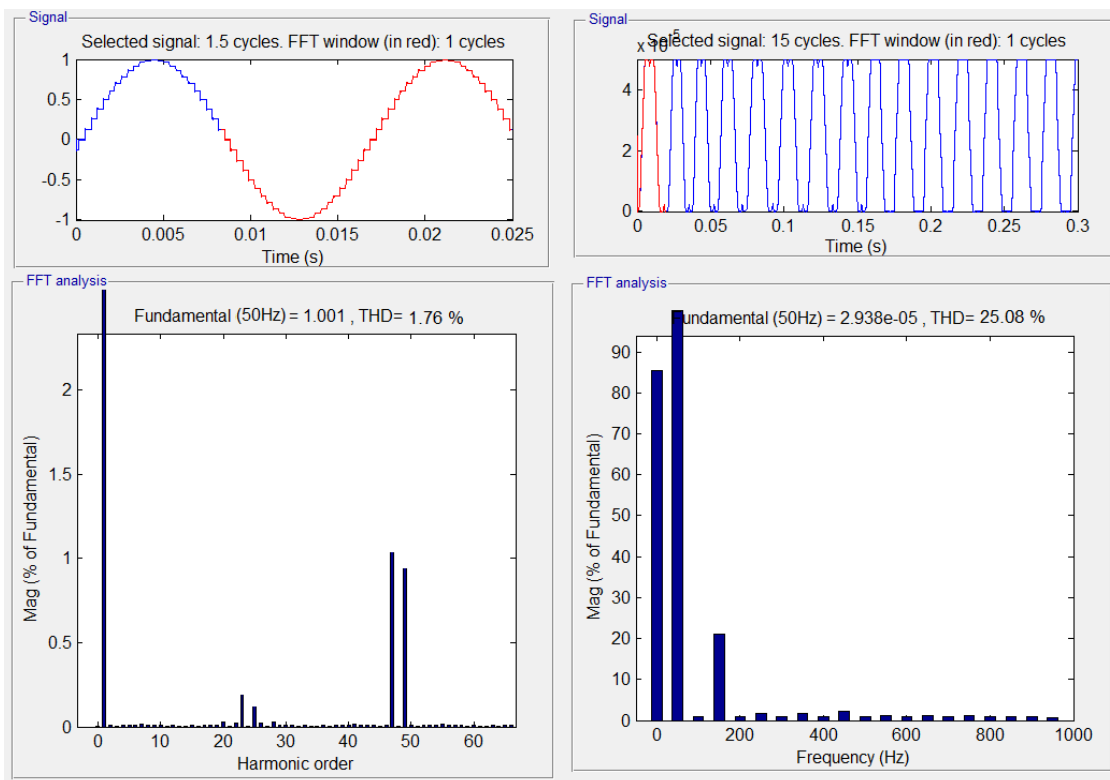 Signal
Selected signal: 1.5 cycles. FFT window (in red): 1 cycles
1
0.5
0
-0.5
-1
0 0.005 0.01 0.015 0.02 0.025
Time (s)
FFT analysis
Fundamental (50Hz) = 1.001 , THD= 1.76 %
2
1.5
1
0.5
0
Mag (% of Fundamental)
0 10 20 30 40 50 60
Harmonic order
Signal
Selected signal: 15 cycles. FFT window (in red): 1 cycles
x 10-5
4
2
0
0 0.05 0.1 0.15 0.2 0.25 0.3
Time (s)
FFT analysis
Fundamental (50Hz) = 2.938e-05 , THD= 25.08 %
90
80
70
60
50
40
30
20
10
0
Mag (% of Fundamental)
0 200 400 600 800 1000
Frequency (Hz)